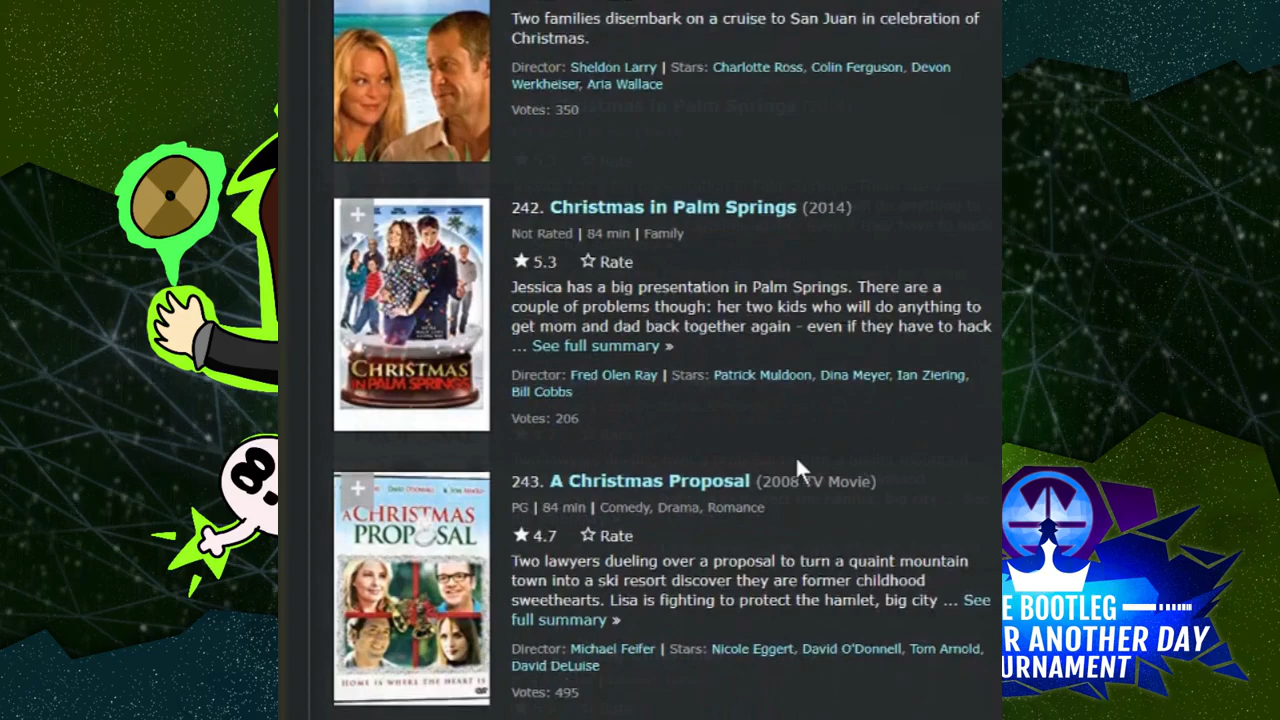 Two families disembark on a cruise to San Juan in celebration of
Christmas.
Director: Sheldon Larry | Stars: Charlotte Ross, Colin Ferguson, Devon
Werkheiser, Aria Wallace
Votes: 350
242. Christmas in Palm Springs (2014)
Not Rated | 84 min | Family
★ 5.3 ☆ Rate
Jessica has a big presentation in Palm Springs. There are a
couple of problems though: her two kids who will do anything to
get mom and dad back together again - even if they have to hack
... See full summary »
Director: Fred Olen Ray | Stars: Patrick Muldoon, Dina Meyer, Ian Ziering,
Bill Cobbs
Votes: 206
CHRISTMAS
IN PALM SPRINGS
243. A Christmas Proposal (2008 TV Movie)
PG | 84 min | Comedy, Drama, Romance
★ 4.7 ☆ Rate
Two lawyers dueling over a proposal to turn a quaint mountain
town into a ski resort discover they are former childhood
sweethearts. Lisa is fighting to protect the hamlet, big city ... See
full summary »
Director: Michael Feifer | Stars: Nicole Eggert, David O'Donnell, Tom Arnold,
David DeLuise
Votes: 495
A CHRISTMAS
PROPOSAL
HOME IS WHERE THE HEART IS
8.
E BOOTLEG
R ANOTHER DAY
URNAMENT